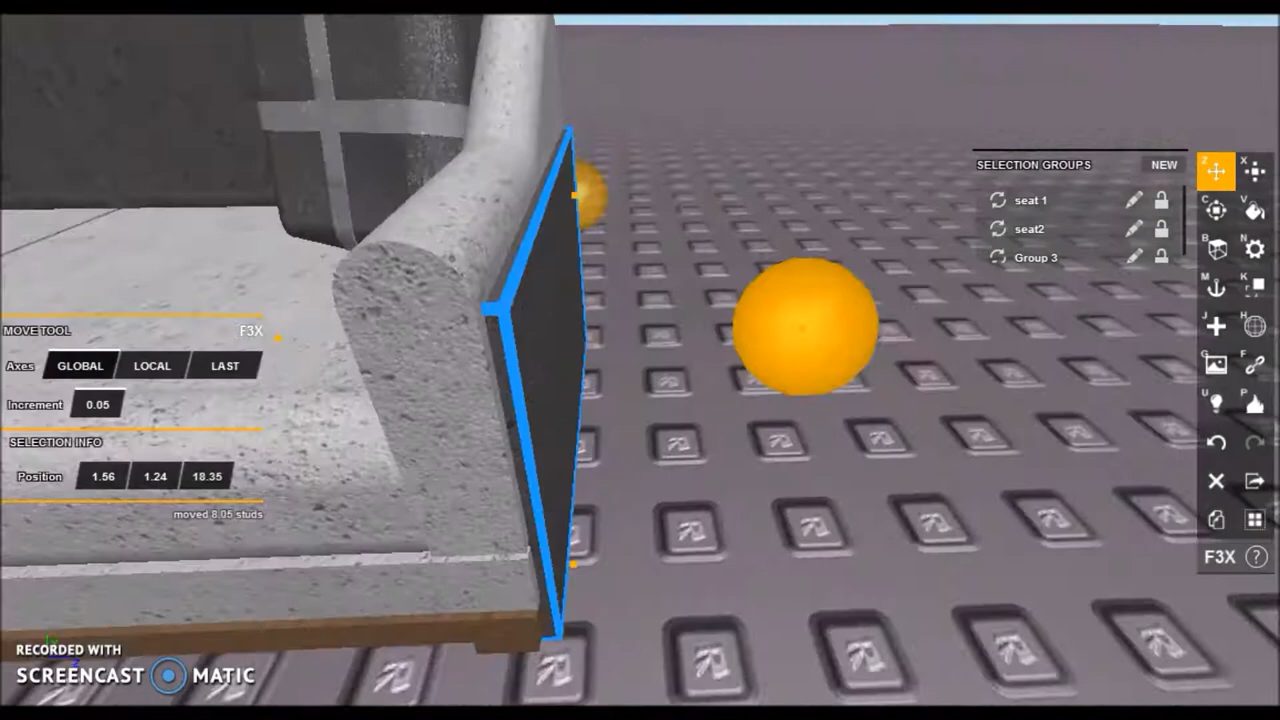 SELECTION GROUPS NEW
Z X
seat 1
C V
seat2
B N
Group 3
M K
MOVE TOOL F3X
J H
Axes GLOBAL LOCAL LAST
G F
Increment 0.05
U P
SELECTION INFO
Position 1.56 1.24 18.35
moved 8.05 studs
F3X ?
RECORDED WITH
SCREENCAST MATIC